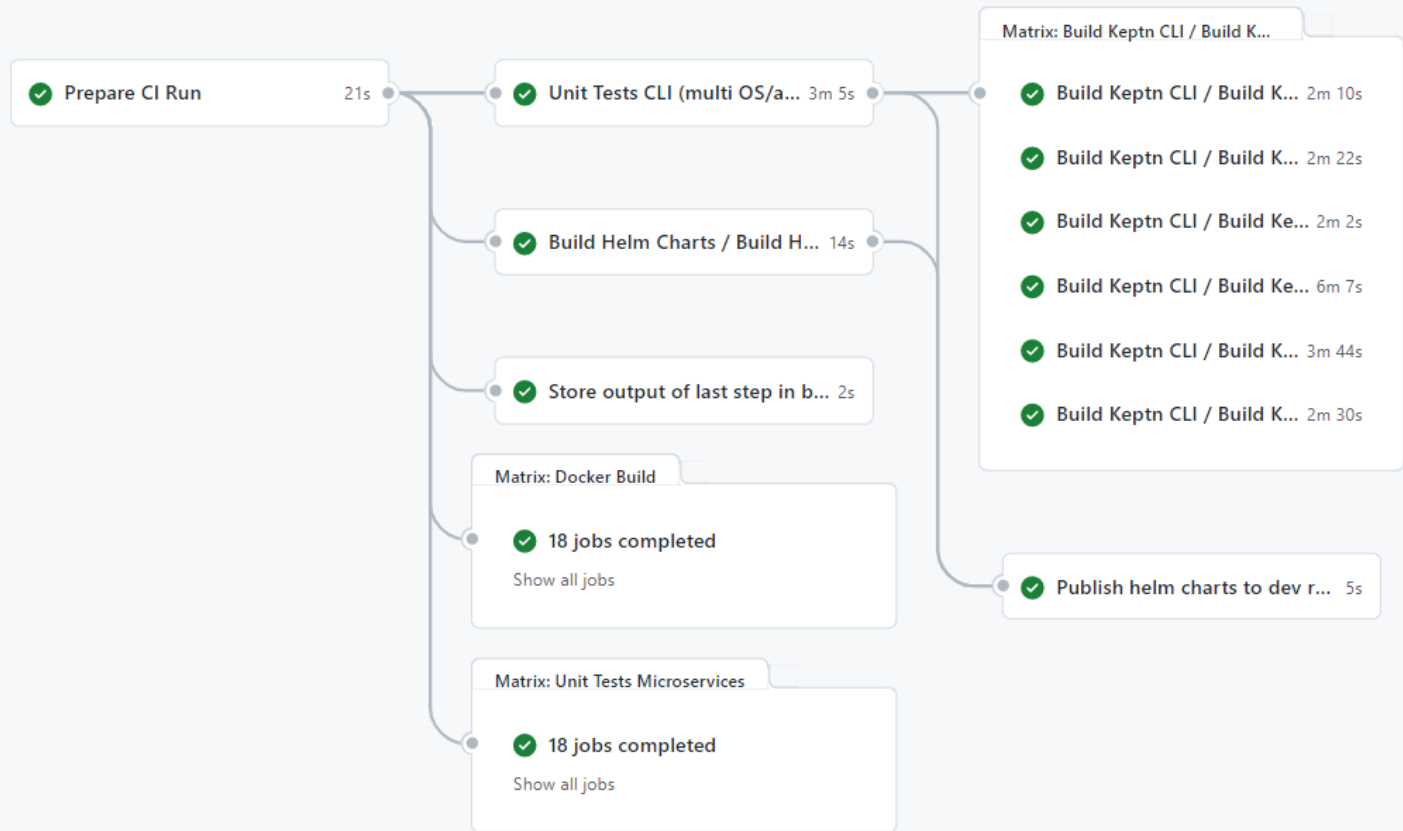 Prepare CI Run 21s
Unit Tests CLI (multi OS/a... 3m 5s
Build Helm Charts / Build H... 14s
Store output of last step in b... 2s
Matrix: Docker Build
18 jobs completed
Show all jobs
Matrix: Unit Tests Microservices
18 jobs completed
Show all jobs
Matrix: Build Keptn CLI / Build K...
Build Keptn CLI / Build K... 2m 10s
Build Keptn CLI / Build K... 2m 22s
Build Keptn CLI / Build Ke... 2m 2s
Build Keptn CLI / Build Ke... 6m 7s
Build Keptn CLI / Build K... 3m 44s
Build Keptn CLI / Build K... 2m 30s
Publish helm charts to dev r... 5s